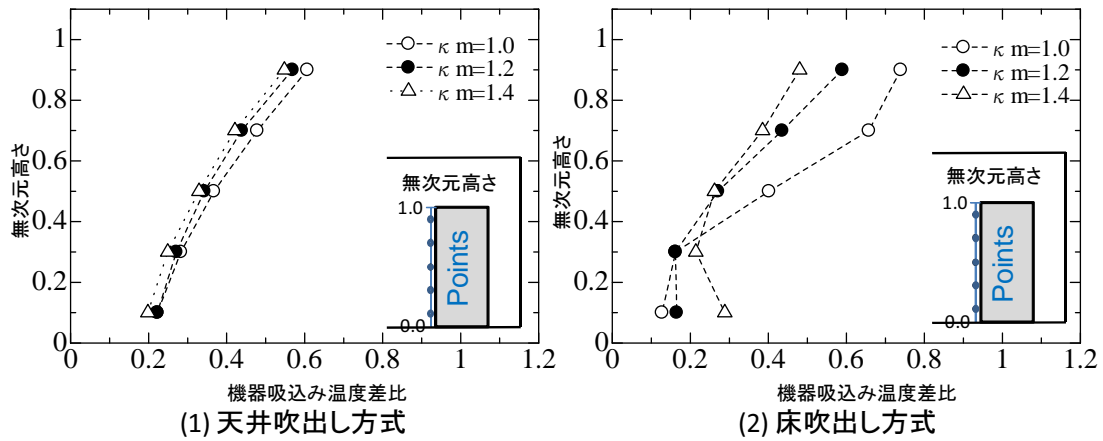 1
0.8
0.6
0.4
0.2
0
無次元高さ
κ m=1.0
κ m=1.2
κ m=1.4
無次元高さ
1.0
Points
0.0
0 0.2 0.4 0.6 0.8 1 1.2
機器吸込み温度差比
(1) 天井吹出し方式
1
0.8
0.6
0.4
0.2
0
無次元高さ
κ m=1.0
κ m=1.2
κ m=1.4
無次元高さ
1.0
Points
0.0
0 0.2 0.4 0.6 0.8 1 1.2
機器吸込み温度差比
(2) 床吹出し方式